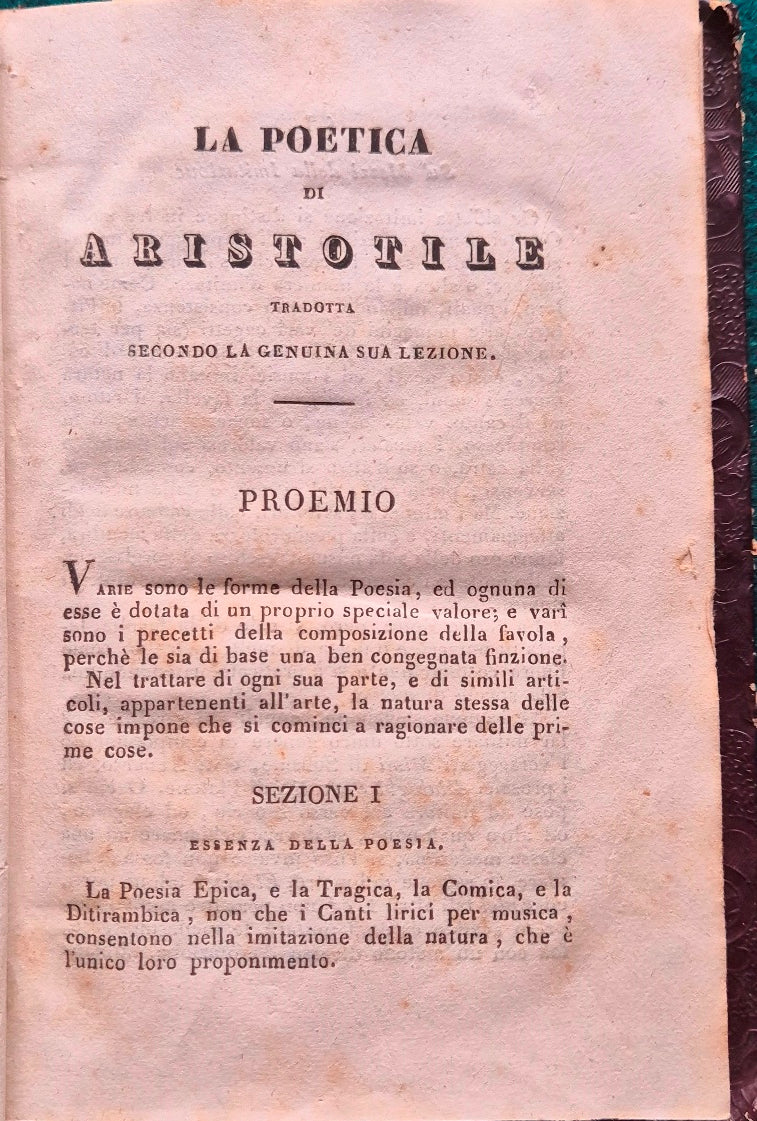 LA POETICA
DI
ARISTOTILE
TRADOTTA
SECONDO LA GENUINA SUA LEZIONE.
PROEMIO
VARIE sono le forme della Poesia, ed ognuna di
esse è dotata di un proprio speciale valore; e varî
sono i precetti della composizione della favola,
perchè le sia di base una ben congegnata finzione.
Nel trattare di ogni sua parte, e di simili arti-
coli, appartenenti all'arte, la natura stessa delle
cose impone che si cominci a ragionare delle pri-
me cose.
SEZIONE I
ESSENZA DELLA POESIA.
La Poesia Epica, e la Tragica, la Comica, e la
Ditirambica, non che i Canti lirici per musica,
consentono nella imitazione della natura, che è
l'unico loro proponimento.